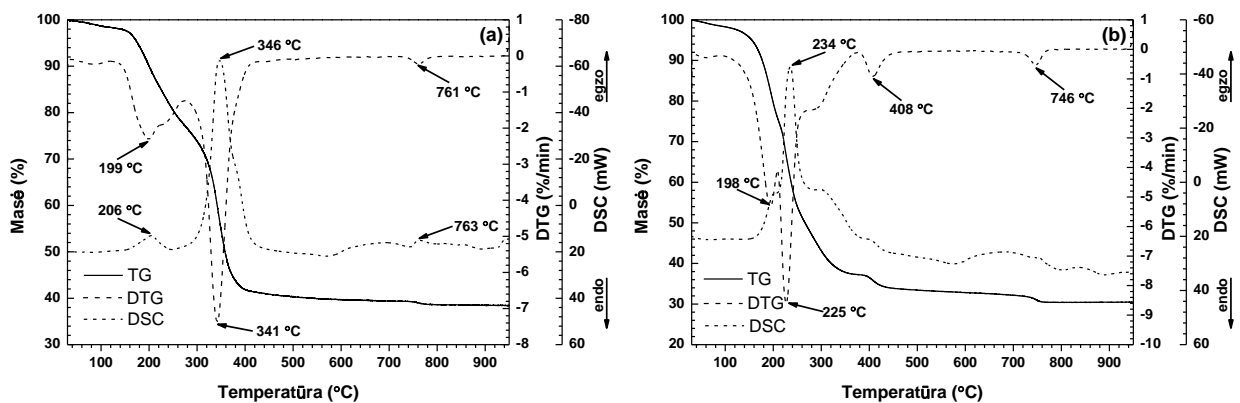 (a)
346 ºC
761 ºC
199 ºC
206 ºC
763 ºC
341 ºC
TG
DTG
DSC
100
90
80
70
60
50
40
30
Masė (%)
100 200 300 400 500 600 700 800 900
Temperatūra (ºC)
1
0
-1
-2
-3
-4
-5
-6
-7
-8
DTG (%/min)
-80
-60
-40
-20
0
20
40
60
DSC (mW)
egzo
endo
(b)
234 ºC
408 ºC
746 ºC
198 ºC
225 ºC
TG
DTG
DSC
100
90
80
70
60
50
40
30
20
Masė (%)
100 200 300 400 500 600 700 800 900
Temperatūra (ºC)
1
0
-1
-2
-3
-4
-5
-6
-7
-8
-9
-10
DTG (%/min)
-60
-40
-20
0
20
40
60
DSC (mW)
egzo
endo